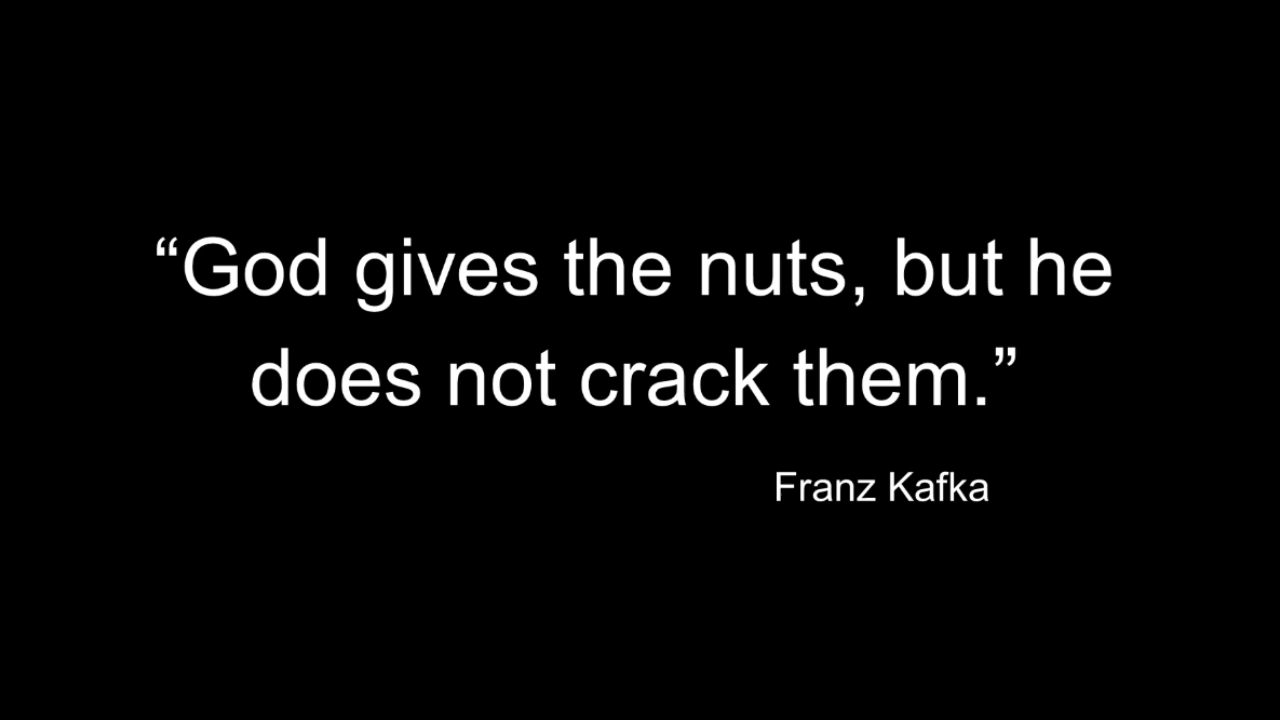 “God gives the nuts, but he
does not crack them.”
Franz Kafka